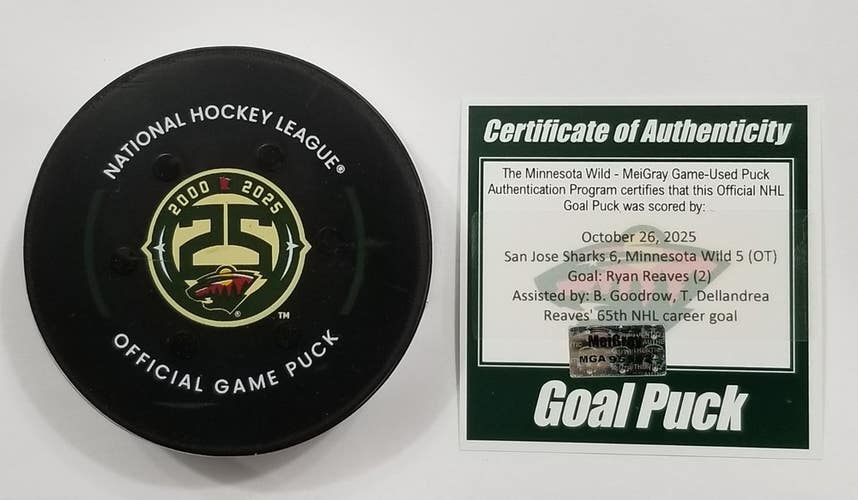 NATIONAL HOCKEY LEAGUE®
2000 2025
25
® ™
OFFICIAL GAME PUCK
Certificate of Authenticity
The Minnesota Wild - MeiGray Game-Used Puck
Authentication Program certifies that this Official NHL
Goal Puck was scored by:
October 26, 2025
San Jose Sharks 6, Minnesota Wild 5 (OT)
Goal: Ryan Reaves (2)
Assisted by: B. Goodrow, T. Dellandrea
Reaves' 65th NHL career goal
MeiGray
MGA
Goal Puck